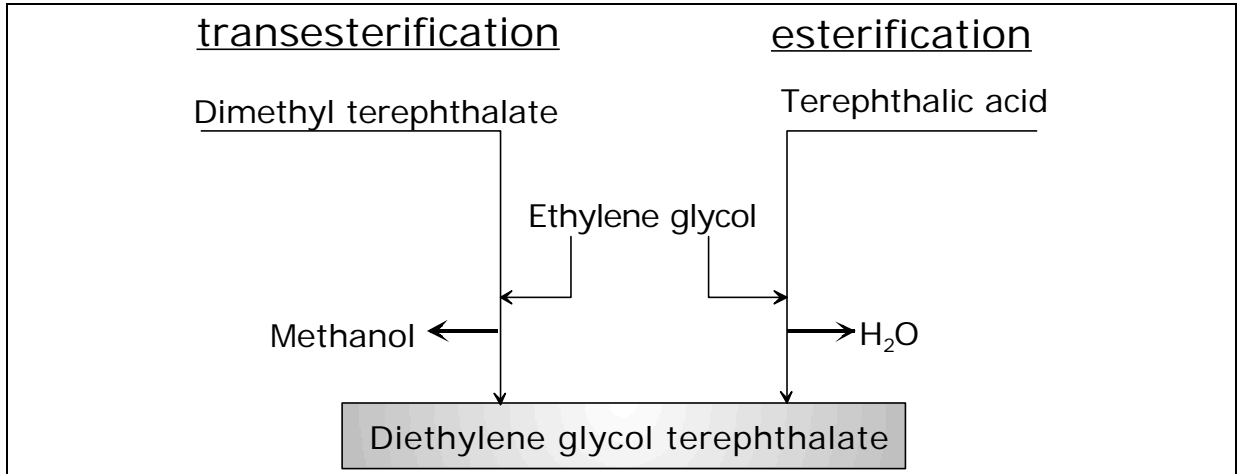 transesterification
esterification
Dimethyl terephthalate
Terephthalic acid
Ethylene glycol
Methanol
H₂O
Diethylene glycol terephthalate